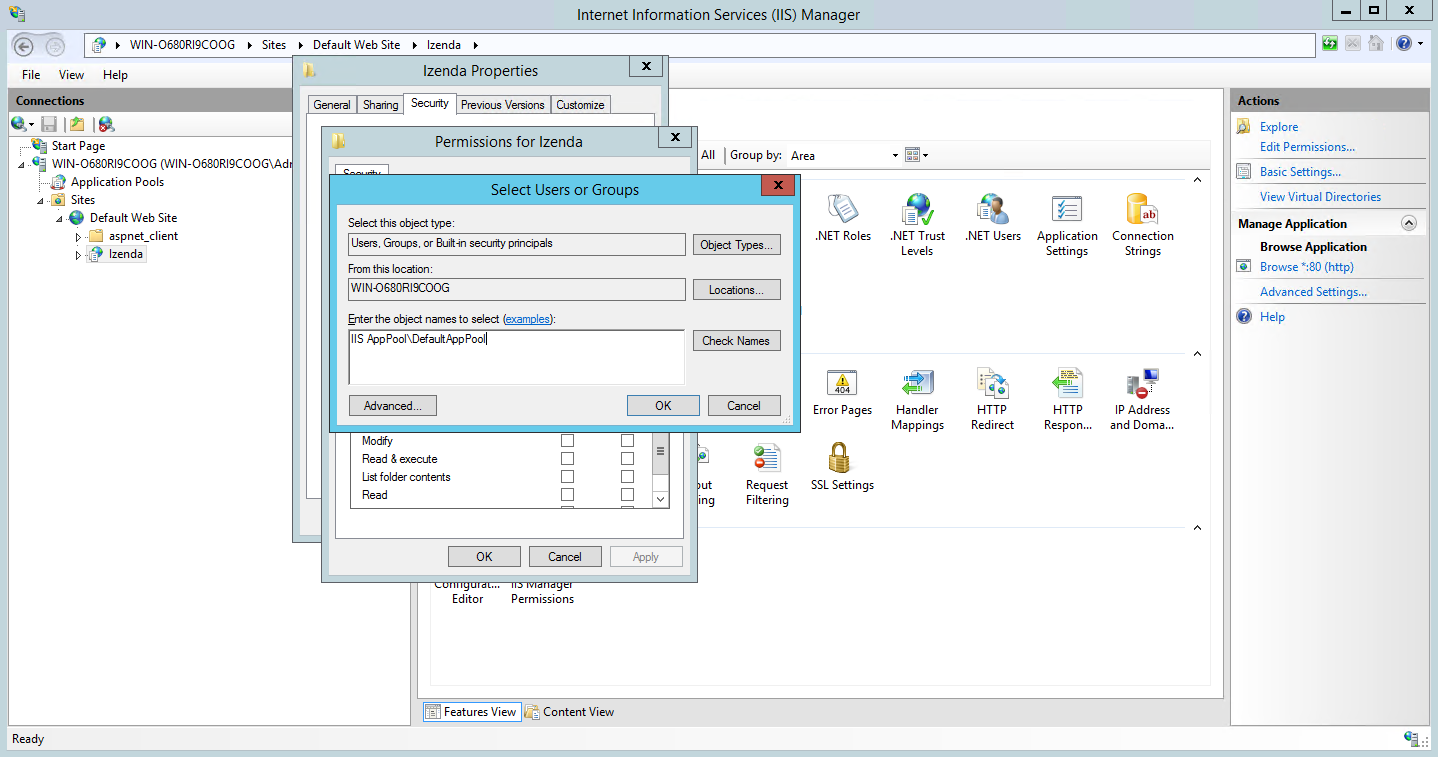 Internet Information Services (IIS) Manager
WIN-O680RI9COOG Sites Default Web Site Izenda
File View Help
Connections
Start Page
WIN-O680RI9COOG (WIN-O680RI9COOG\Adr
Application Pools
Sites
Default Web Site
aspnet_client
Izenda
Izenda Properties
General Sharing Security Previous Versions Customize
Permissions for Izenda
Security
Select Users or Groups
Select this object type:
Users, Groups, or Built-in security principals
Object Types...
From this location:
WIN-O680RI9COOG
Locations...
Enter the object names to select (examples):
IIS AppPool\DefaultAppPool
Check Names
Advanced...
OK
Cancel
Modify
Read & execute
List folder contents
Read
OK
Cancel
Apply
All Group by: Area
.NET Roles
.NET Trust
Levels
.NET Users
Application
Settings
Connection
Strings
404
Error Pages
Handler
Mappings
HTTP
Redirect
HTTP
Respon...
IP Address
and Doma...
put
ing
Request
Filtering
SSL Settings
Configurat...
Editor
IIS Manager
Permissions
Features View
Content View
Actions
Explore
Edit Permissions...
Basic Settings...
View Virtual Directories
Manage Application
Browse Application
Browse *:80 (http)
Advanced Settings...
Help
Ready